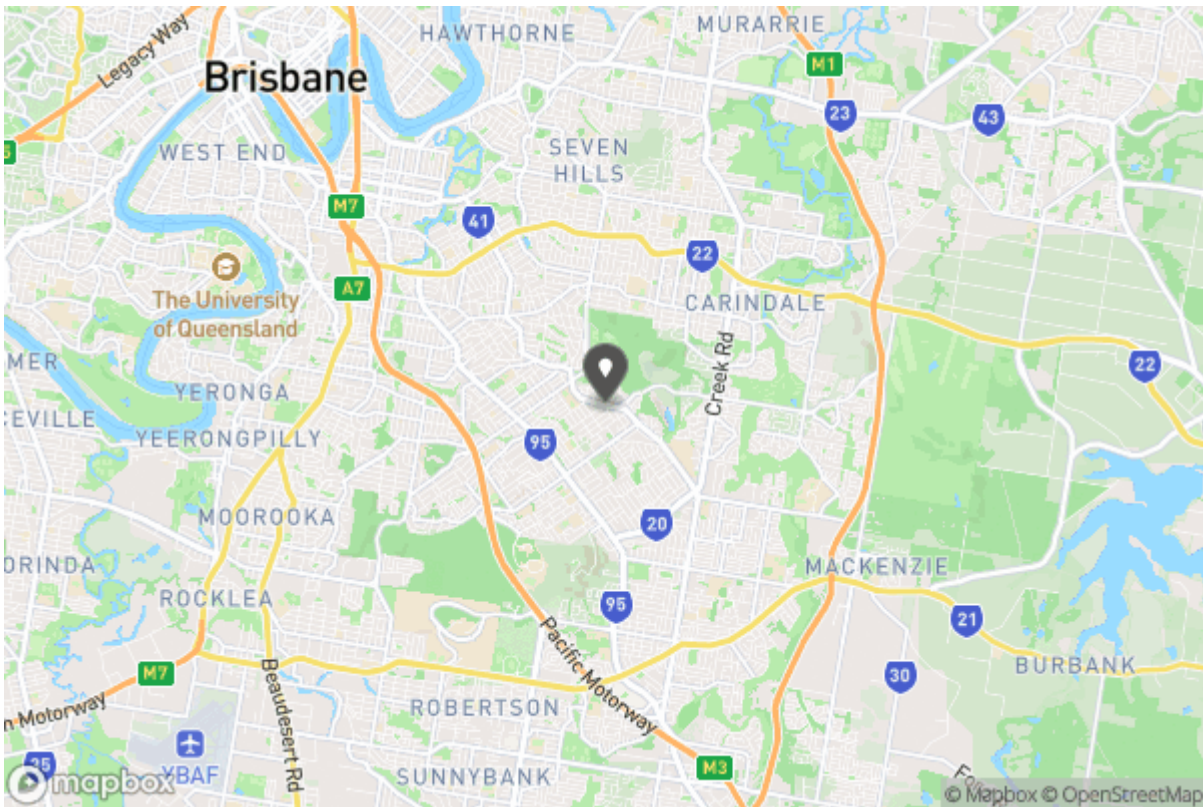 HAWTHORNE
MURARRIE
Legacy Way
Brisbane
M1
23
43
5
WEST END
SEVEN
HILLS
M7
41
22
The University
of Queensland
A7
CARINDALE
22
MER
Creek Rd
YERONGA
CEVILLE
YEERONGPILLY
95
MOOROOKA
20
ORINDA
MACKENZIE
ROCKLEA
95
21
Pacific Motorway
BURBANK
M7
30
Beaudesert Rd
ROBERTSON
n Motorway
YBAF
SUNNYBANK
M3
mapbox
© Mapbox © OpenStreetMap